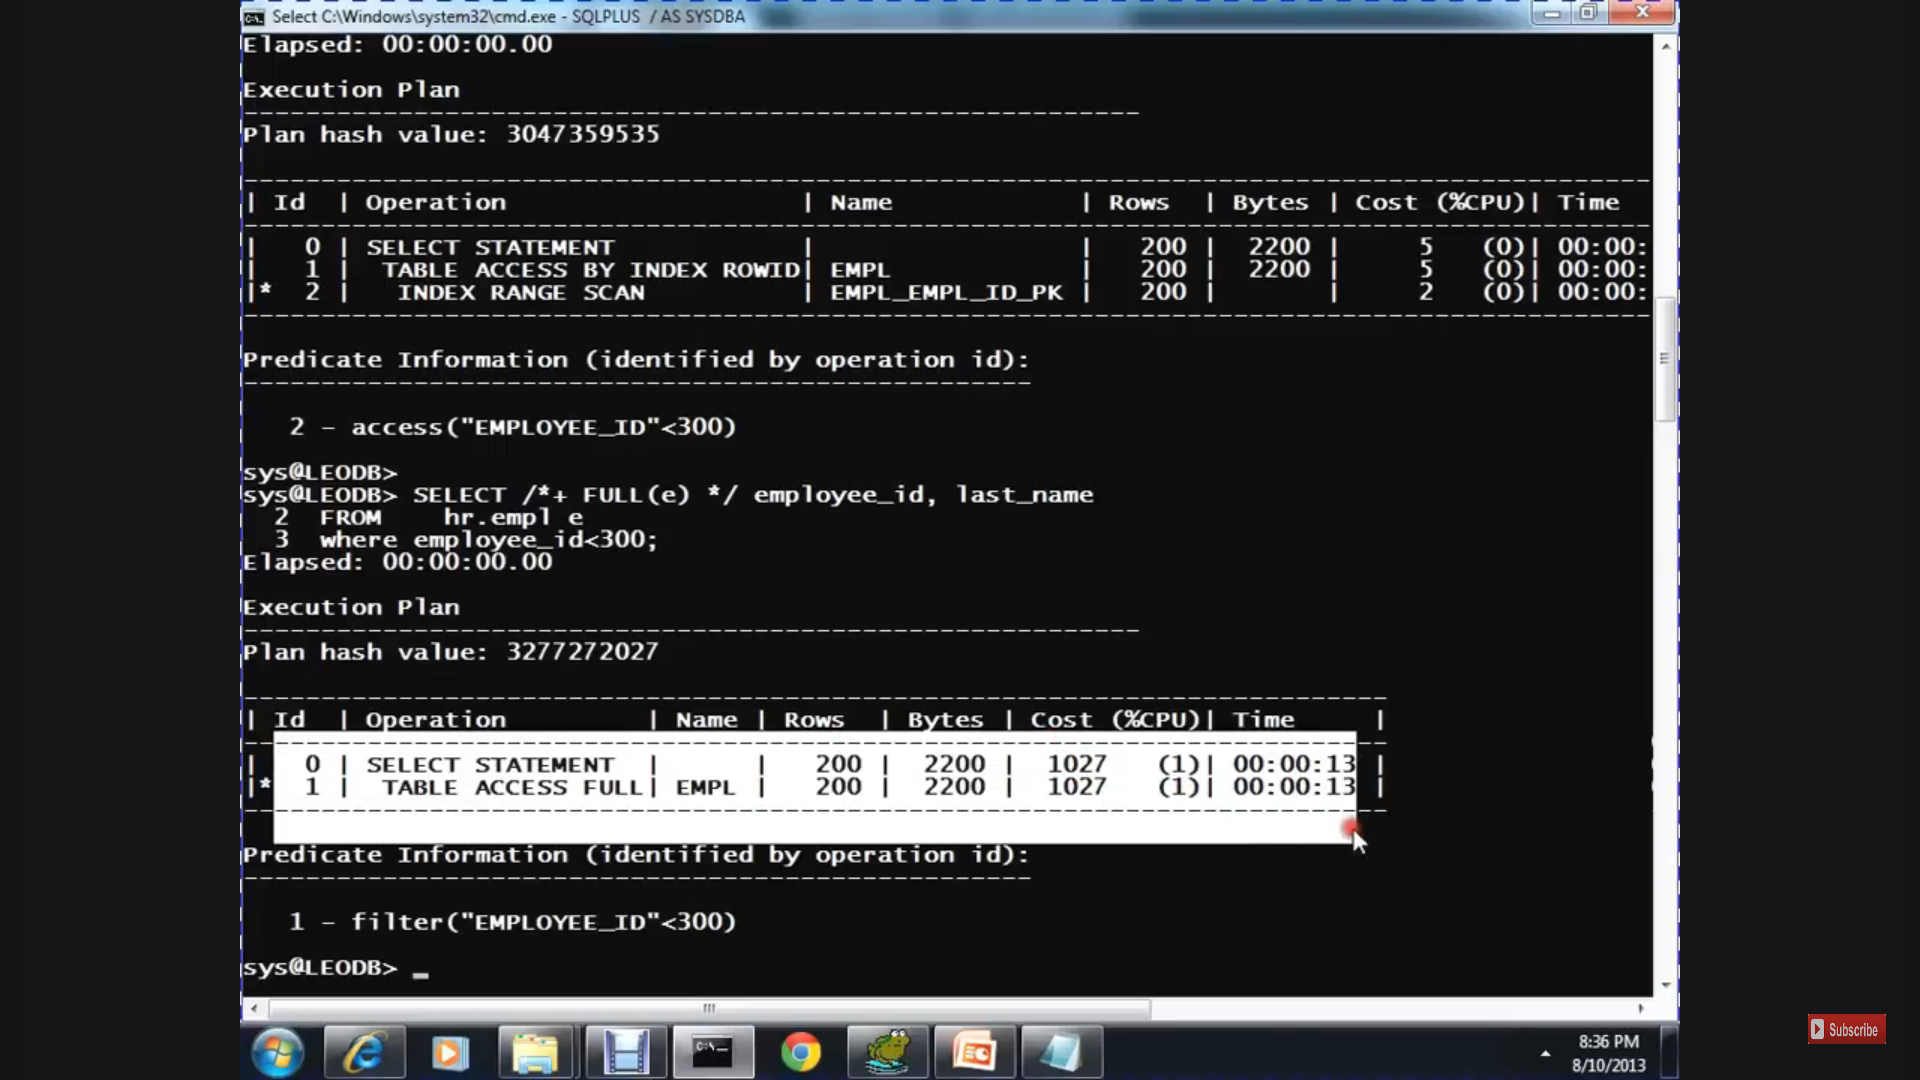 Select C:\Windows\system32\cmd.exe - SQLPLUS / AS SYSDBA
Elapsed: 00:00:00.00
Execution Plan
----------------------------------------------------------
Plan hash value: 3047359535
| Id | Operation | Name | Rows | Bytes | Cost (%CPU)| Time
| 0 | SELECT STATEMENT | | 200 | 2200 | 5 (0)| 00:00:
| 1 | TABLE ACCESS BY INDEX ROWID| EMPL | 200 | 2200 | 5 (0)| 00:00:
|* 2 | INDEX RANGE SCAN | EMPL_EMPL_ID_PK | 200 | | 2 (0)| 00:00:
Predicate Information (identified by operation id):
---------------------------------------------------
2 - access("EMPLOYEE_ID"<300)
sys@LEODB>
sys@LEODB> SELECT /*+ FULL(e) */ employee_id, last_name
2 FROM hr.empl e
3 where employee_id<300;
Elapsed: 00:00:00.00
Execution Plan
----------------------------------------------------------
Plan hash value: 3277272027
| Id | Operation | Name | Rows | Bytes | Cost (%CPU)| Time |
| 0 | SELECT STATEMENT | | 200 | 2200 | 1027 (1)| 00:00:13 |
|* 1 | TABLE ACCESS FULL| EMPL | 200 | 2200 | 1027 (1)| 00:00:13 |
Predicate Information (identified by operation id):
---------------------------------------------------
1 - filter("EMPLOYEE_ID"<300)
sys@LEODB> _
8:36 PM
8/10/2013
Subscribe